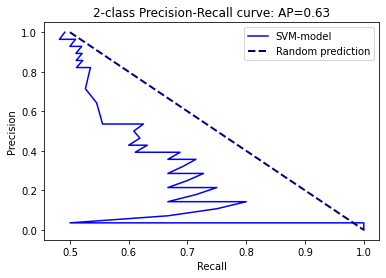 2-class Precision-Recall curve: AP=0.63
SVM-model
Random prediction
Precision
1.0
0.8
0.6
0.4
0.2
0.0
0.5
0.6
0.7
0.8
0.9
1.0
Recall